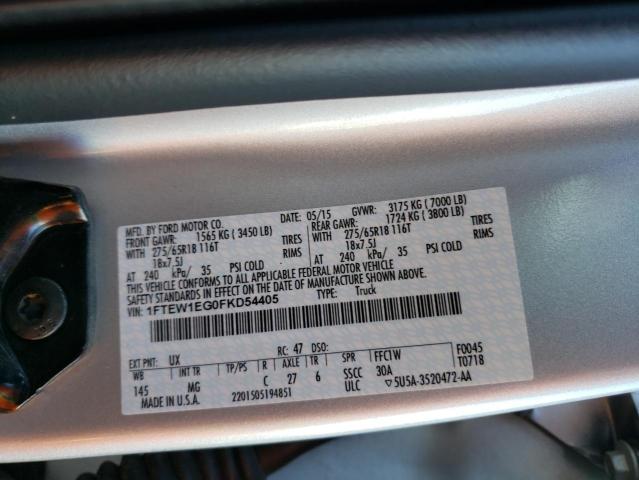 MFD. BY FORD MOTOR CO.
DATE: 05/15 GVWR: 3175 KG ( 7000 LB)
FRONT GAWR: 1565 KG ( 3450 LB) REAR GAWR: 1724 KG ( 3800 LB)
WITH 275/65R18 116T TIRES WITH 275/65R18 116T TIRES
18x7.5J RIMS 18x7.5J RIMS
AT 240 kPa/ 35 PSI COLD AT 240 kPa/ 35 PSI COLD
THIS VEHICLE CONFORMS TO ALL APPLICABLE FEDERAL MOTOR VEHICLE
SAFETY STANDARDS IN EFFECT ON THE DATE OF MANUFACTURE SHOWN ABOVE.
VIN: 1FTEW1EG0FKD54405 TYPE: Truck
EXT PNT: UX RC: 47 DSO: F0045
WB INT TR TP/PS R AXLE TR SPR FFC1W T0718
145 MG C 27 6 SSCC 30A
MADE IN U.S.A. 2201505194851 ULC 5U5A-3520472-AA